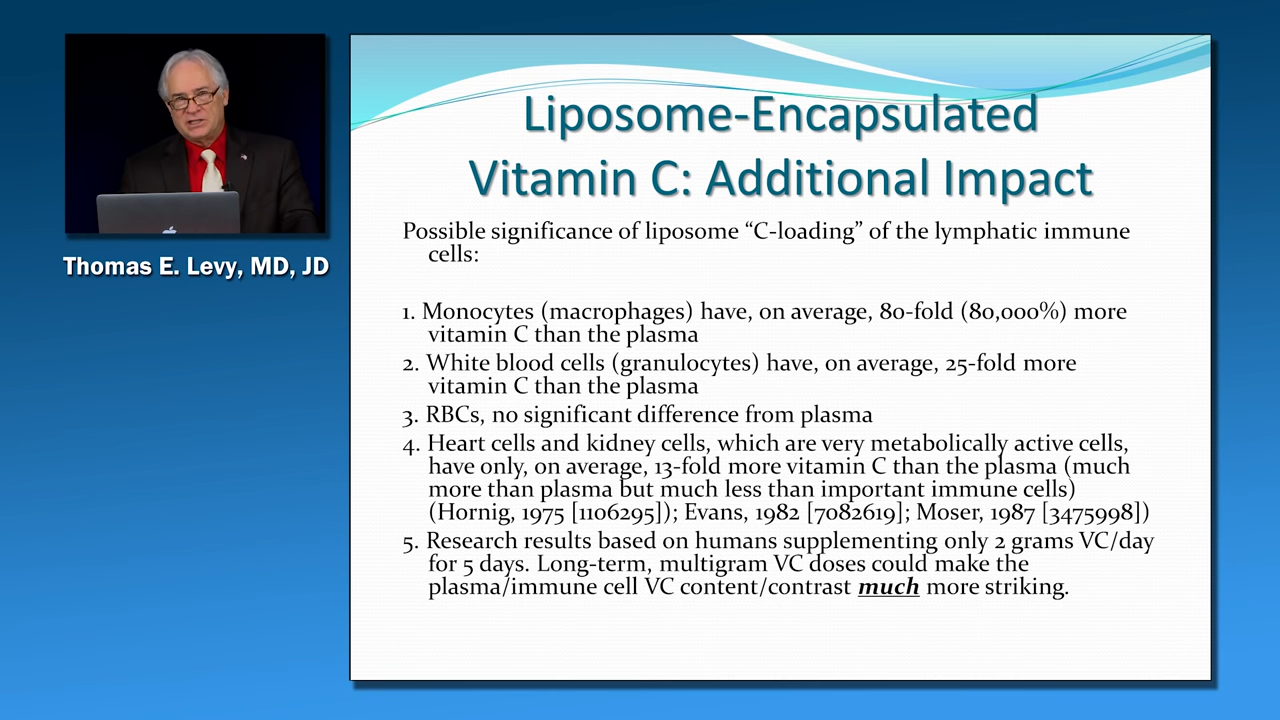 Thomas E. Levy, MD, JD
Liposome-Encapsulated
Vitamin C: Additional Impact
Possible significance of liposome “C-loading” of the lymphatic immune
cells:
1. Monocytes (macrophages) have, on average, 80-fold (80,000%) more
vitamin C than the plasma
2. White blood cells (granulocytes) have, on average, 25-fold more
vitamin C than the plasma
3. RBCs, no significant difference from plasma
4. Heart cells and kidney cells, which are very metabolically active cells,
have only, on average, 13-fold more vitamin C than the plasma (much
more than plasma but much less than important immune cells)
(Hornig, 1975 [1106295]); Evans, 1982 [7082619]; Moser, 1987 [3475998])
5. Research results based on humans supplementing only 2 grams VC/day
for 5 days. Long-term, multigram VC doses could make the
plasma/immune cell VC content/contrast much more striking.